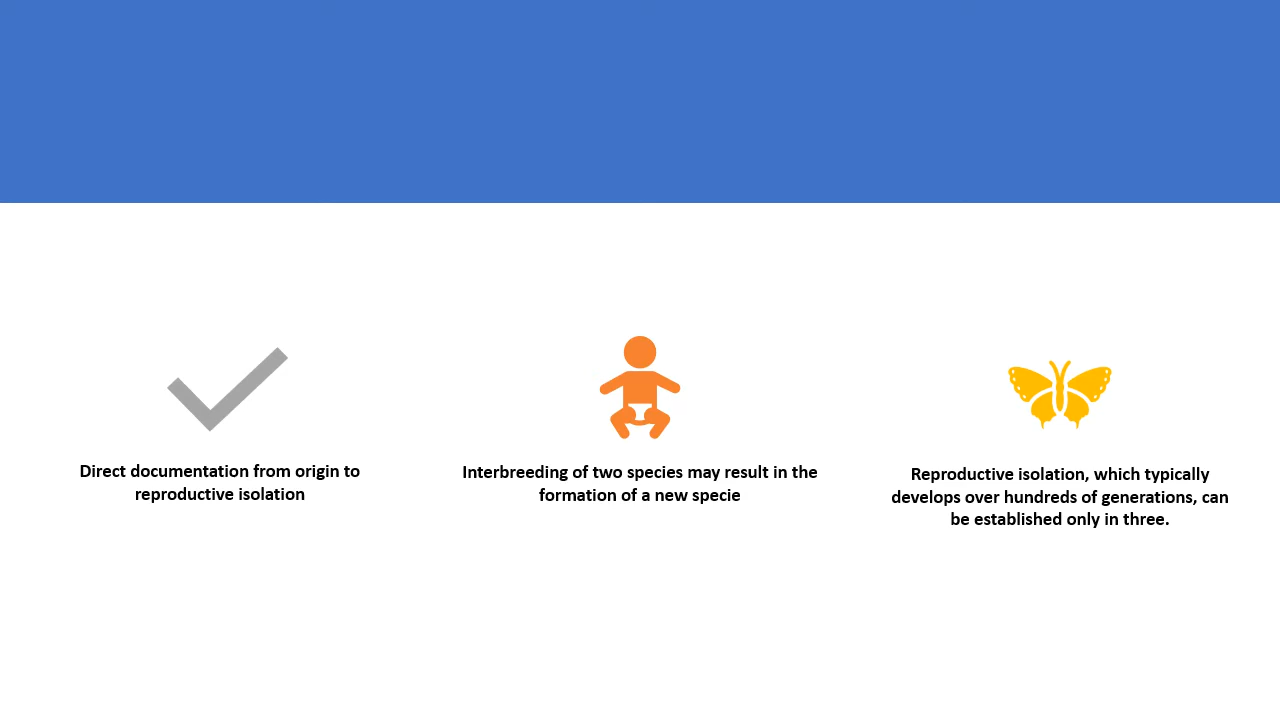 Direct documentation from origin to
reproductive isolation
Interbreeding of two species may result in the
formation of a new specie
Reproductive isolation, which typically
develops over hundreds of generations, can
be established only in three.